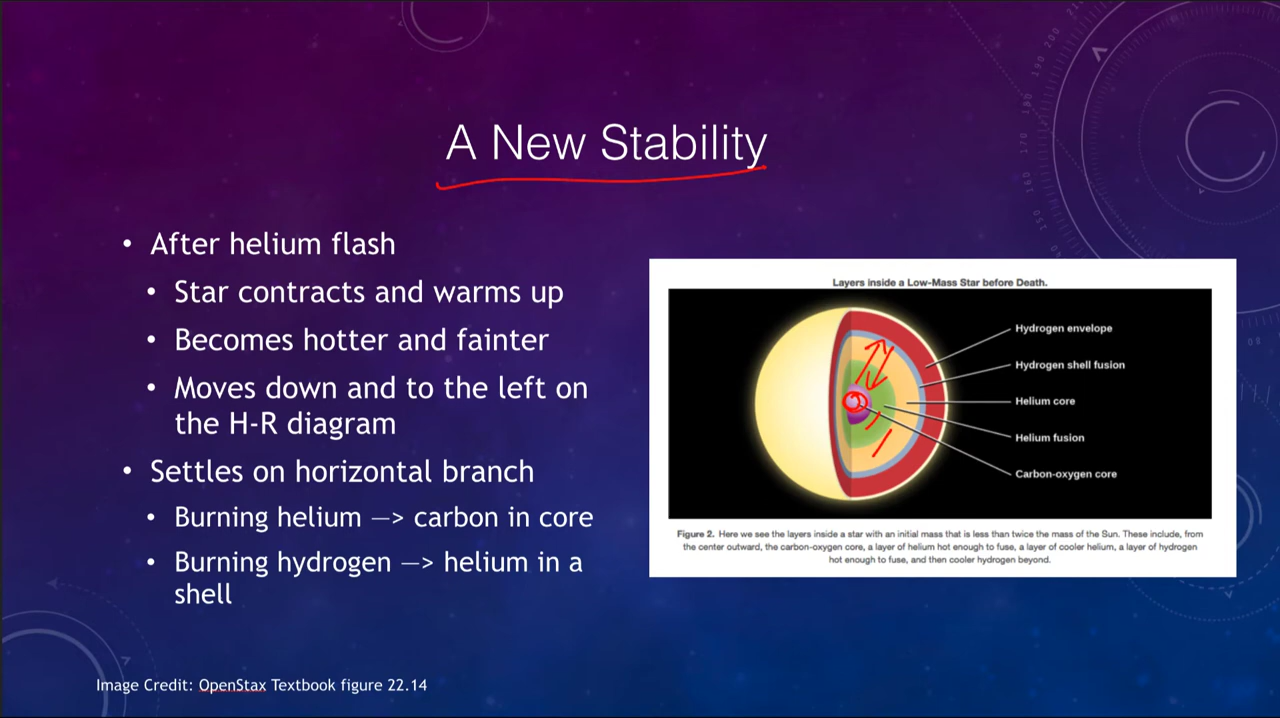 A New Stability
• After helium flash
• Star contracts and warms up
• Becomes hotter and fainter
• Moves down and to the left on
the H-R diagram
• Settles on horizontal branch
• Burning helium —> carbon in core
• Burning hydrogen —> helium in a
shell
Layers inside a Low-Mass Star before Death.
Hydrogen envelope
Hydrogen shell fusion
Helium core
Helium fusion
Carbon-oxygen core
Figure 2. Here we see the layers inside a star with an initial mass that is less than twice the mass of the Sun. These include, from
the center outward, the carbon-oxygen core, a layer of helium hot enough to fuse, a layer of cooler helium, a layer of hydrogen
hot enough to fuse, and then cooler hydrogen beyond.
Image Credit: OpenStax Textbook figure 22.14
200
190
170
160
150